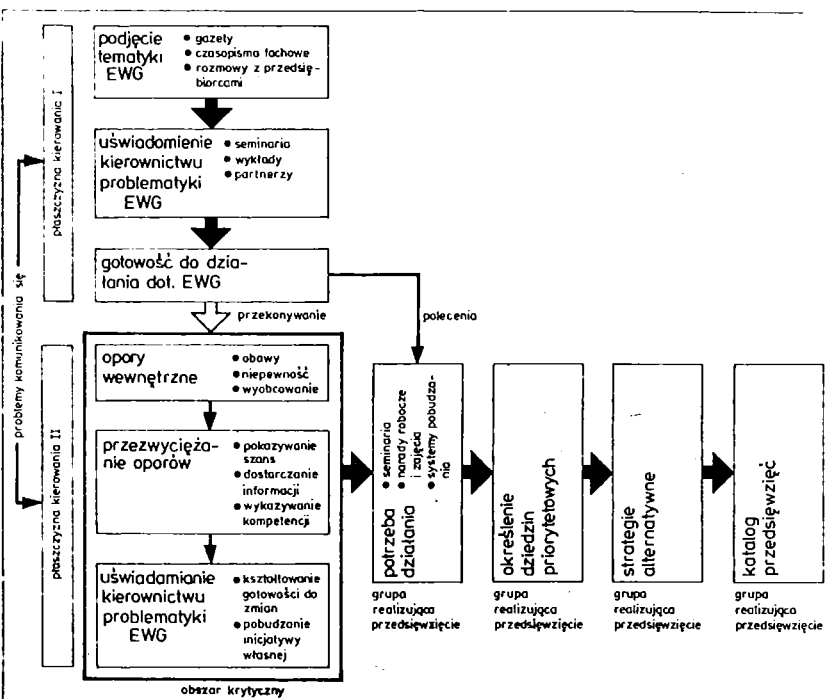 problemy komunikowania się
płaszczyzna kierowania I
podjęcie
tematyki
EWG
• gazety
• czasopisma fachowe
• rozmowy z przedsię-
biorcami
uświadomienie
kierownictwu
problematyki
EWG
• seminaria
• wykłady
• partnerzy
gotowość do dzia-
łania dot. EWG
przekonywanie
polecenia
płaszczyzna kierowania II
opory
wewnętrzne
• obawy
• niepewność
• wyobcowanie
przezwycięża-
nie oporów
• pokazywanie
szans
• dostarczanie
informacji
• wykazywanie
kompetencji
uświadamianie
kierownictwu
problematyki
EWG
• kształtowanie
gotowości do
zmian
• pobudzanie
inicjatywy
własnej
obszar krytyczny
potrzeba
działania
• seminaria
• narady robocze
i zajęcia
• systemy pobudza-
nia
grupa
realizująca
przedsięwzięcie
określenie
dziedzin
priorytetowych
grupa
realizująca
przedsięwzięcie
strategie
alternatywne
grupa
realizująca
przedsięwzięcie
katalog
przedsięwzięć
grupa
realizująca
przedsięwzięcie